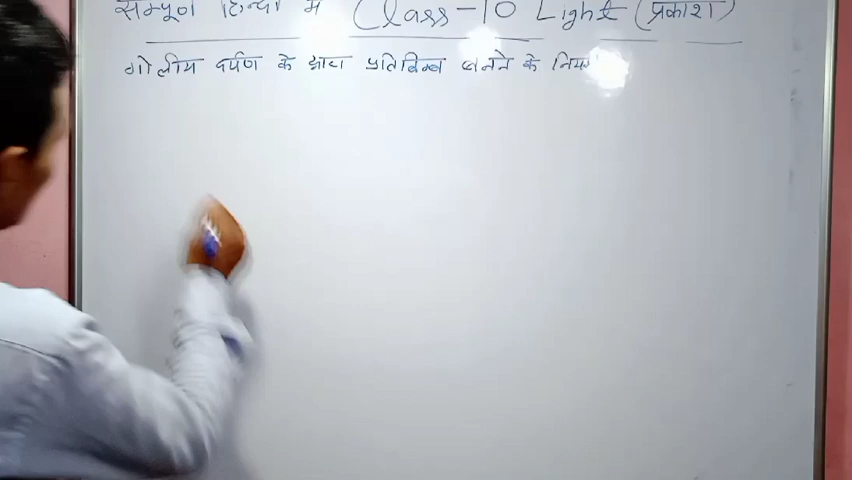 सम्पूर्ण हिन्दी में Class-10 Light (प्रकाश)
गोलीय दर्पण के द्वारा प्रतिबिम्ब बनने के नियम